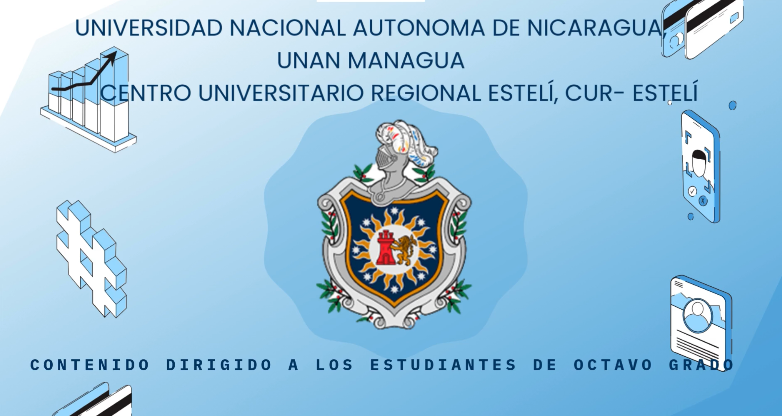 UNIVERSIDAD NACIONAL AUTONOMA DE NICARAGUA,
UNAN MANAGUA
CENTRO UNIVERSITARIO REGIONAL ESTELÍ, CUR- ESTELÍ
CONTENIDO DIRIGIDO A LOS ESTUDIANTES DE OCTAVO GRADO